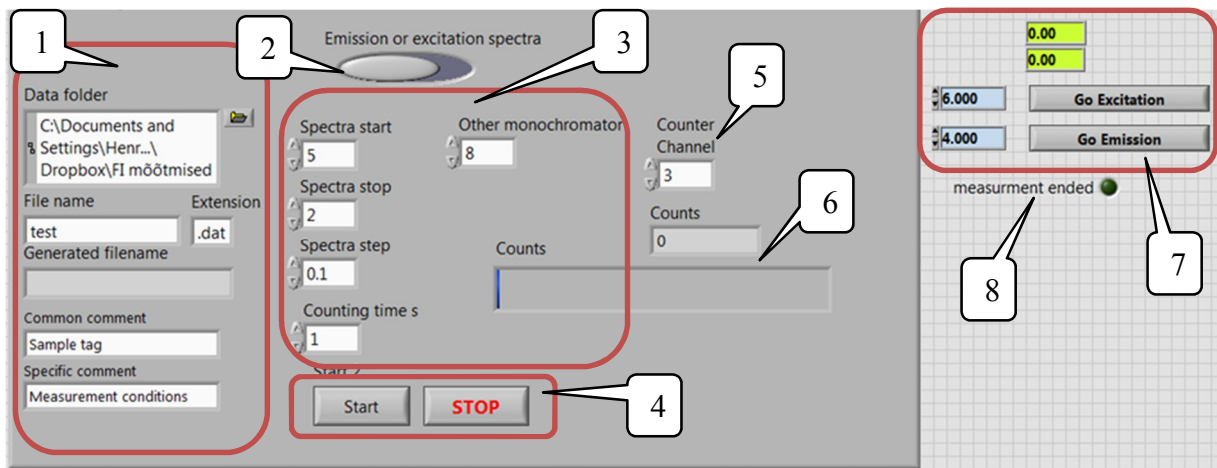 1
2
3
4
5
6
7
8
Data folder
C:\Documents and
Settings\Henr...\
Dropbox\FI mõõtmised
File name
Extension
test
.dat
Generated filename
Common comment
Sample tag
Specific comment
Measurement conditions
Emission or excitation spectra
Spectra start
5
Spectra stop
2
Spectra step
0.1
Counting time s
1
Other monochromator
8
Start 2
Start
STOP
Counter
Channel
3
Counts
0
Counts
0.00
0.00
6.000
Go Excitation
4.000
Go Emission
measurment ended